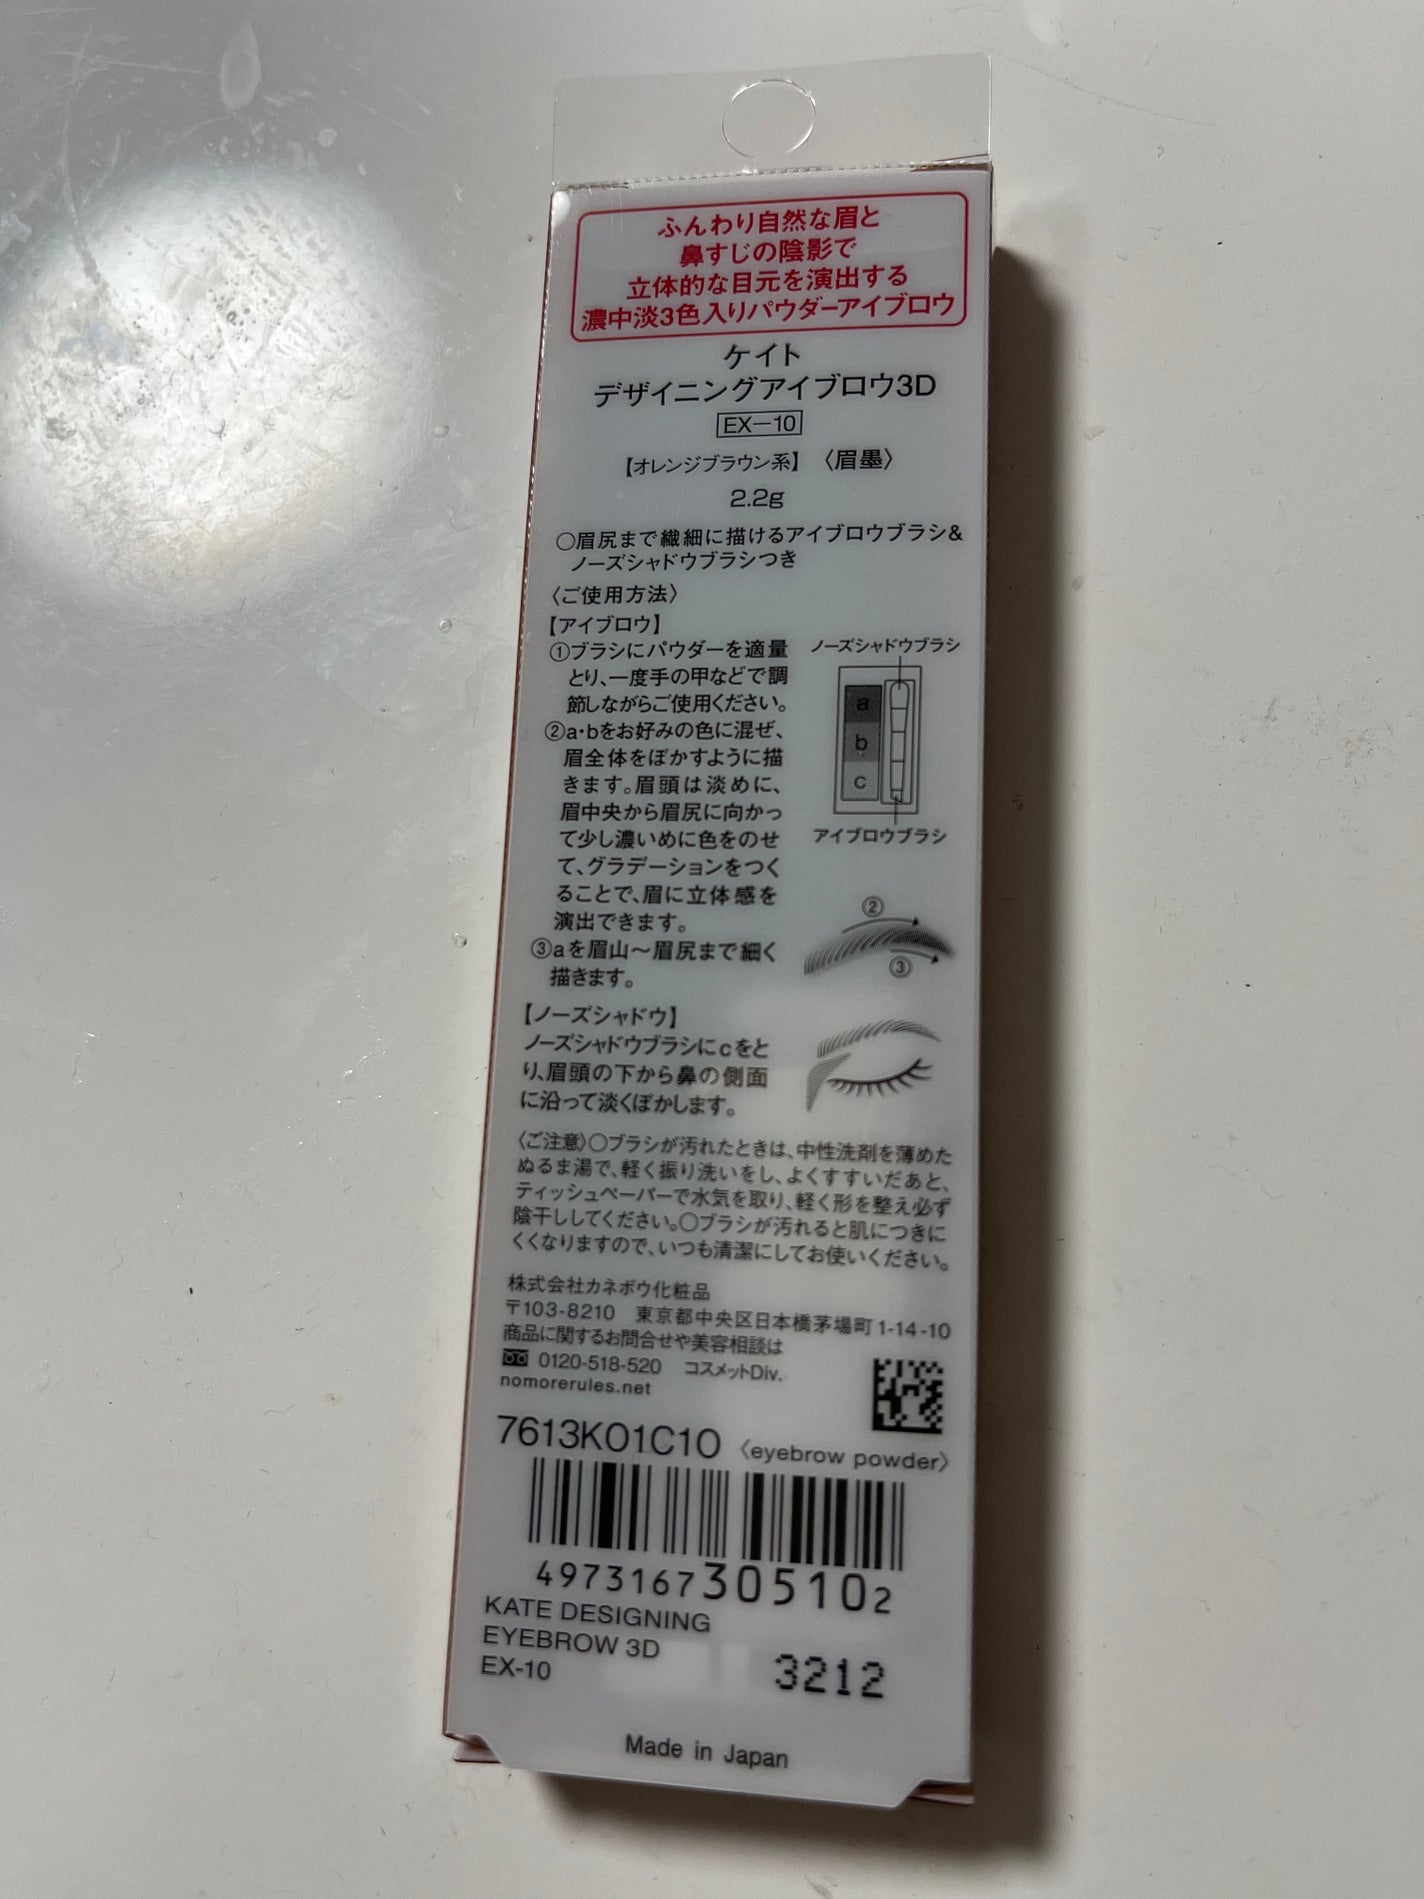 ふんわり自然な眉と
鼻すじの陰影で
立体的な目元を演出する
濃中淡3色入りパウダーアイブロウ
ケイト
デザイニングアイブロウ3D
EX-10
【オレンジブラウン系】〈眉墨〉
2.2g
○眉尻まで繊細に描けるアイブロウブラシ&
ノーズシャドウブラシつき
〈ご使用方法〉
【アイブロウ】
①ブラシにパウダーを適量
とり、一度手の甲などで調
節しながらご使用ください。
②a・bをお好みの色に混ぜ、
眉全体をぼかすように描
きます。眉頭は淡めに、
眉中央から眉尻に向かっ
て少し濃いめに色をのせ
て、グラデーションをつく
ることで、眉に立体感を
演出できます。
③aを眉山〜眉尻まで細く
描きます。
ノーズシャドウブラシ
a
b
c
アイブロウブラシ
②
③
【ノーズシャドウ】
ノーズシャドウブラシにcをと
り、眉頭の下から鼻の側面
に沿って淡くぼかします。
〈ご注意〉○ブラシが汚れたときは、中性洗剤を薄めた
ぬるま湯で、軽く振り洗いをし、よくすすいだあと、
ティッシュペーパーで水気を取り、軽く形を整え必ず
陰干ししてください。○ブラシが汚れると肌につきに
くくなりますので、いつも清潔にしてお使いください。
株式会社カネボウ化粧品
〒103-8210 東京都中央区日本橋茅場町1-14-10
商品に関するお問合せや美容相談は
0120-518-520 コスメットDiv.
nomorerules.net
7613K01C10 〈eyebrow powder〉
4973167305102
KATE DESIGNING
EYEBROW 3D
EX-10
3212
Made in Japan